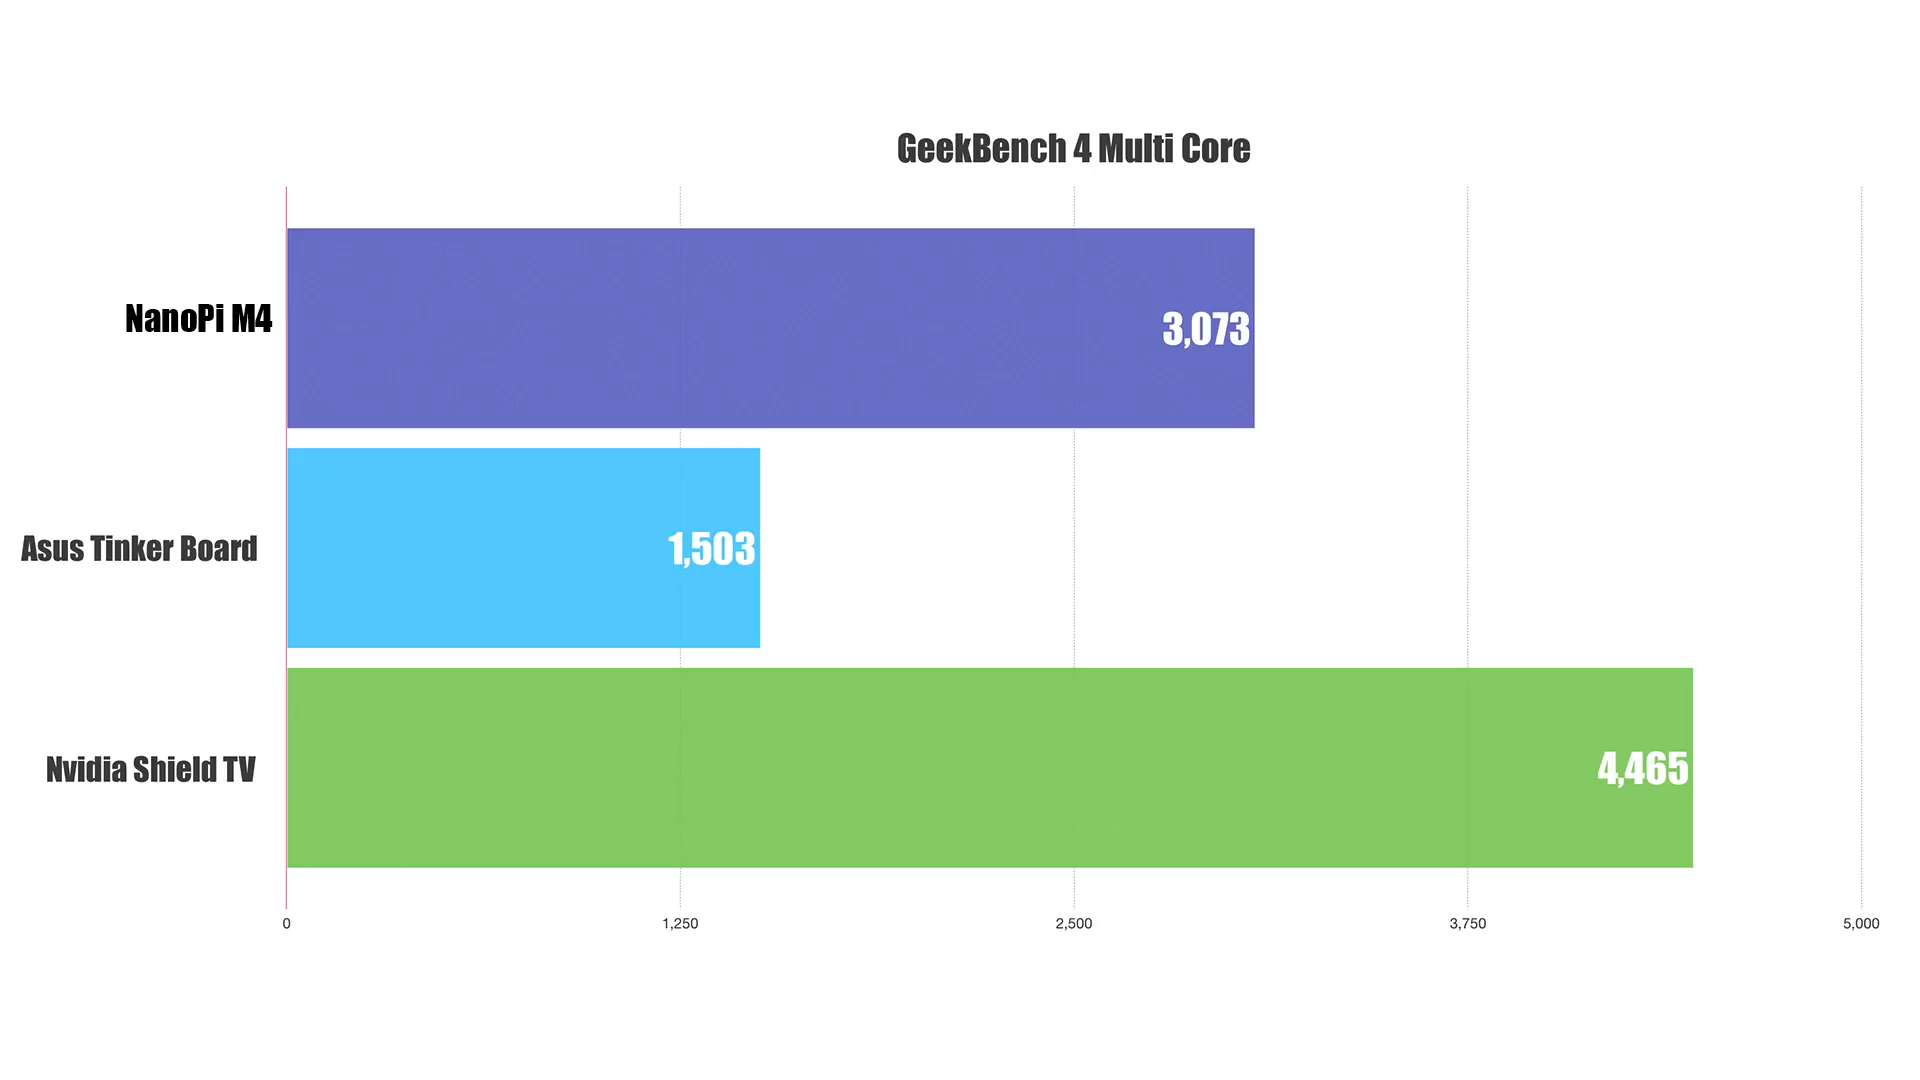 GeekBench 4 Multi Core
NanoPi M4
3,073
Asus Tinker Board
1,503
Nvidia Shield TV
4,465
0 1,250 2,500 3,750 5,000